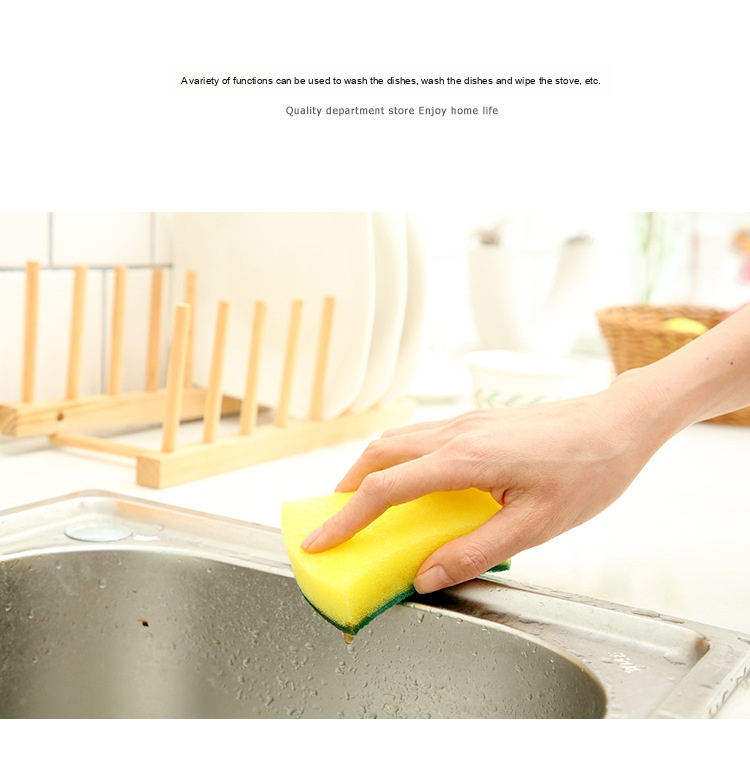 A variety of functions can be used to wash the dishes, wash the dishes and wipe the stove, etc.
Quality department store Enjoy home life